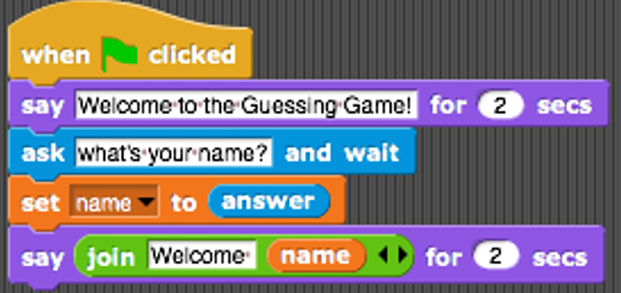 when clicked
say Welcome to the Guessing Game! for 2 secs
ask what's your name? and wait
set name to answer
say join Welcome name for 2 secs